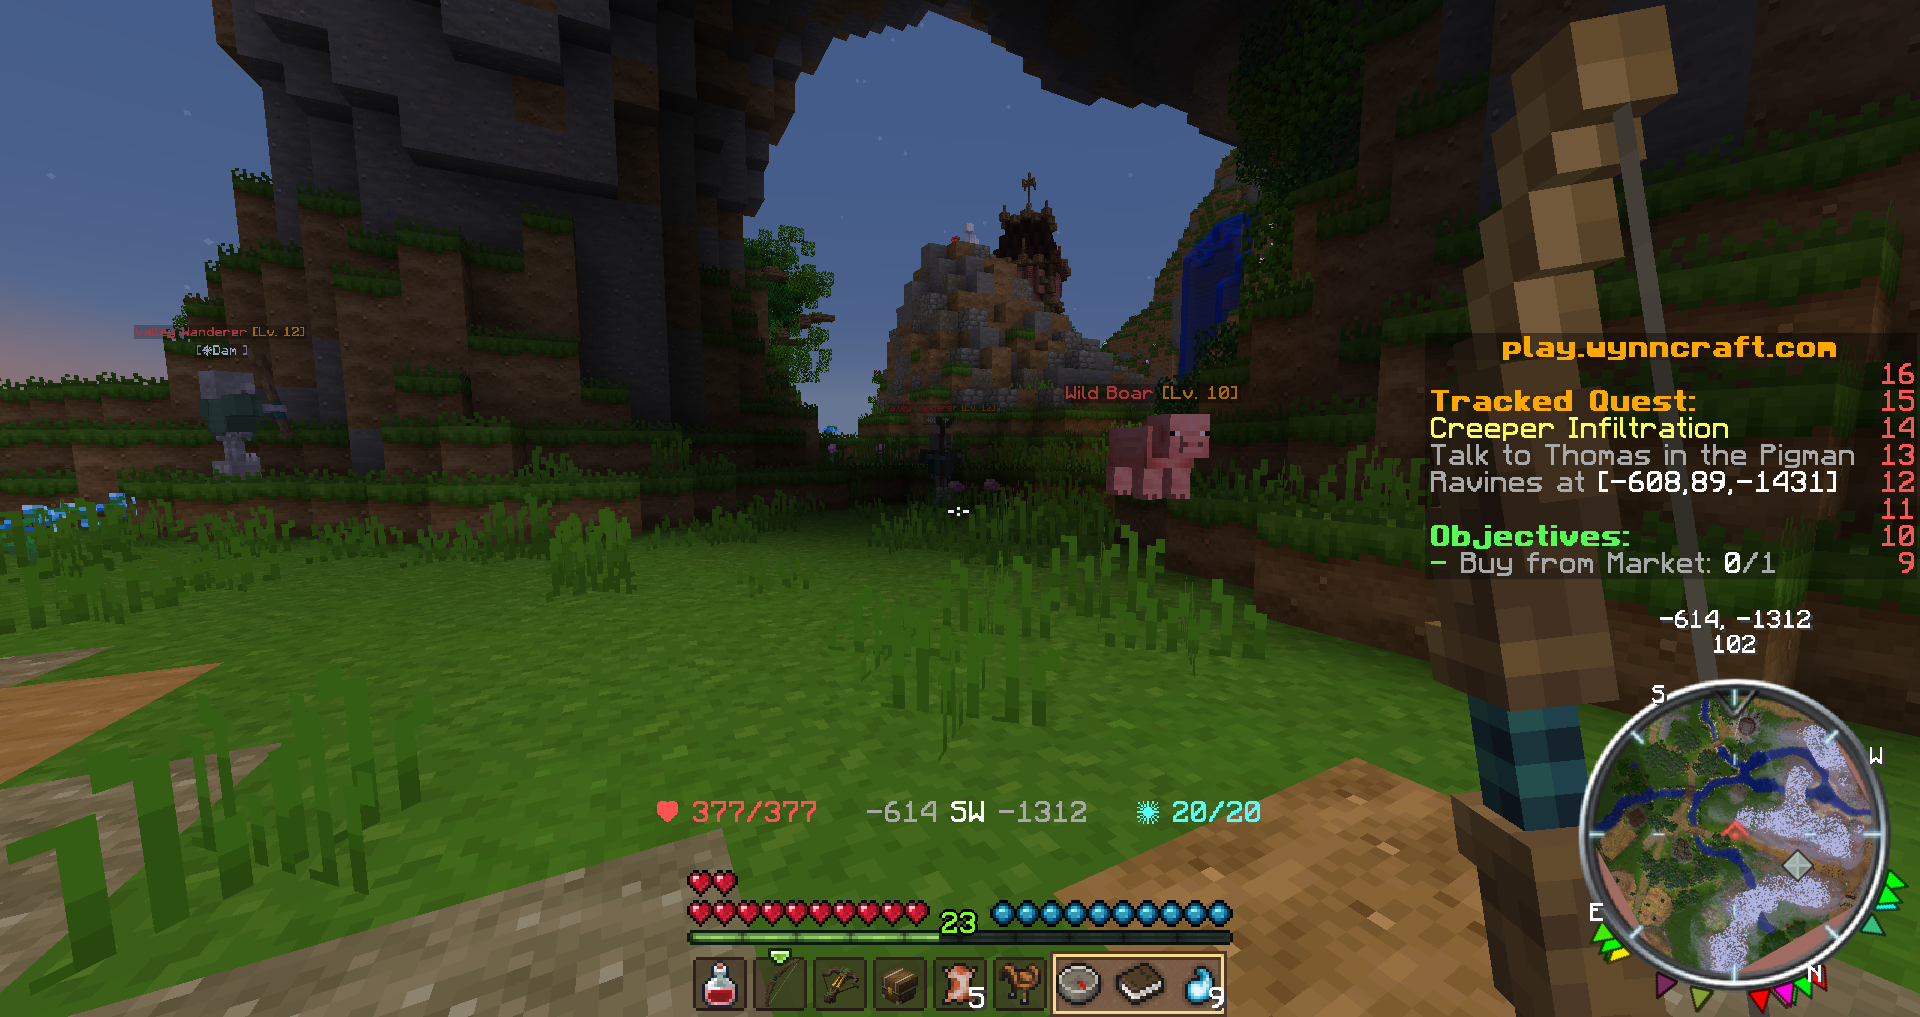 Valley Wanderer [Lv. 12]
[❋Dam ]
Wild Boar [Lv. 10]
play.wynncraft.com
16
Tracked Quest: 15
Creeper Infiltration 14
Talk to Thomas in the Pigman 13
Ravines at [-608,89,-1431] 12
11
Objectives: 10
- Buy from Market: 0/1 9
-614, -1312
102
S
W
E
N
377/377 -614 SW -1312 20/20
23
5
9